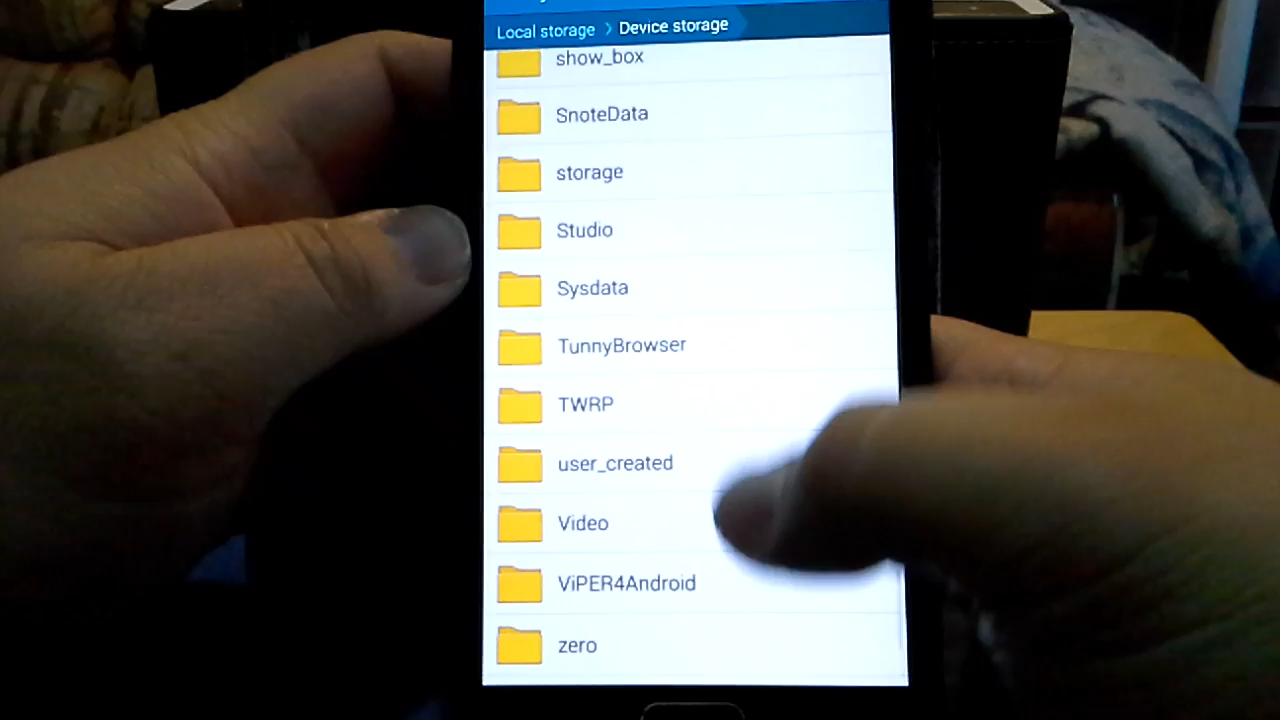 Local storage > Device storage
show_box
SnoteData
storage
Studio
Sysdata
TunnyBrowser
TWRP
user_created
Video
ViPER4Android
zero